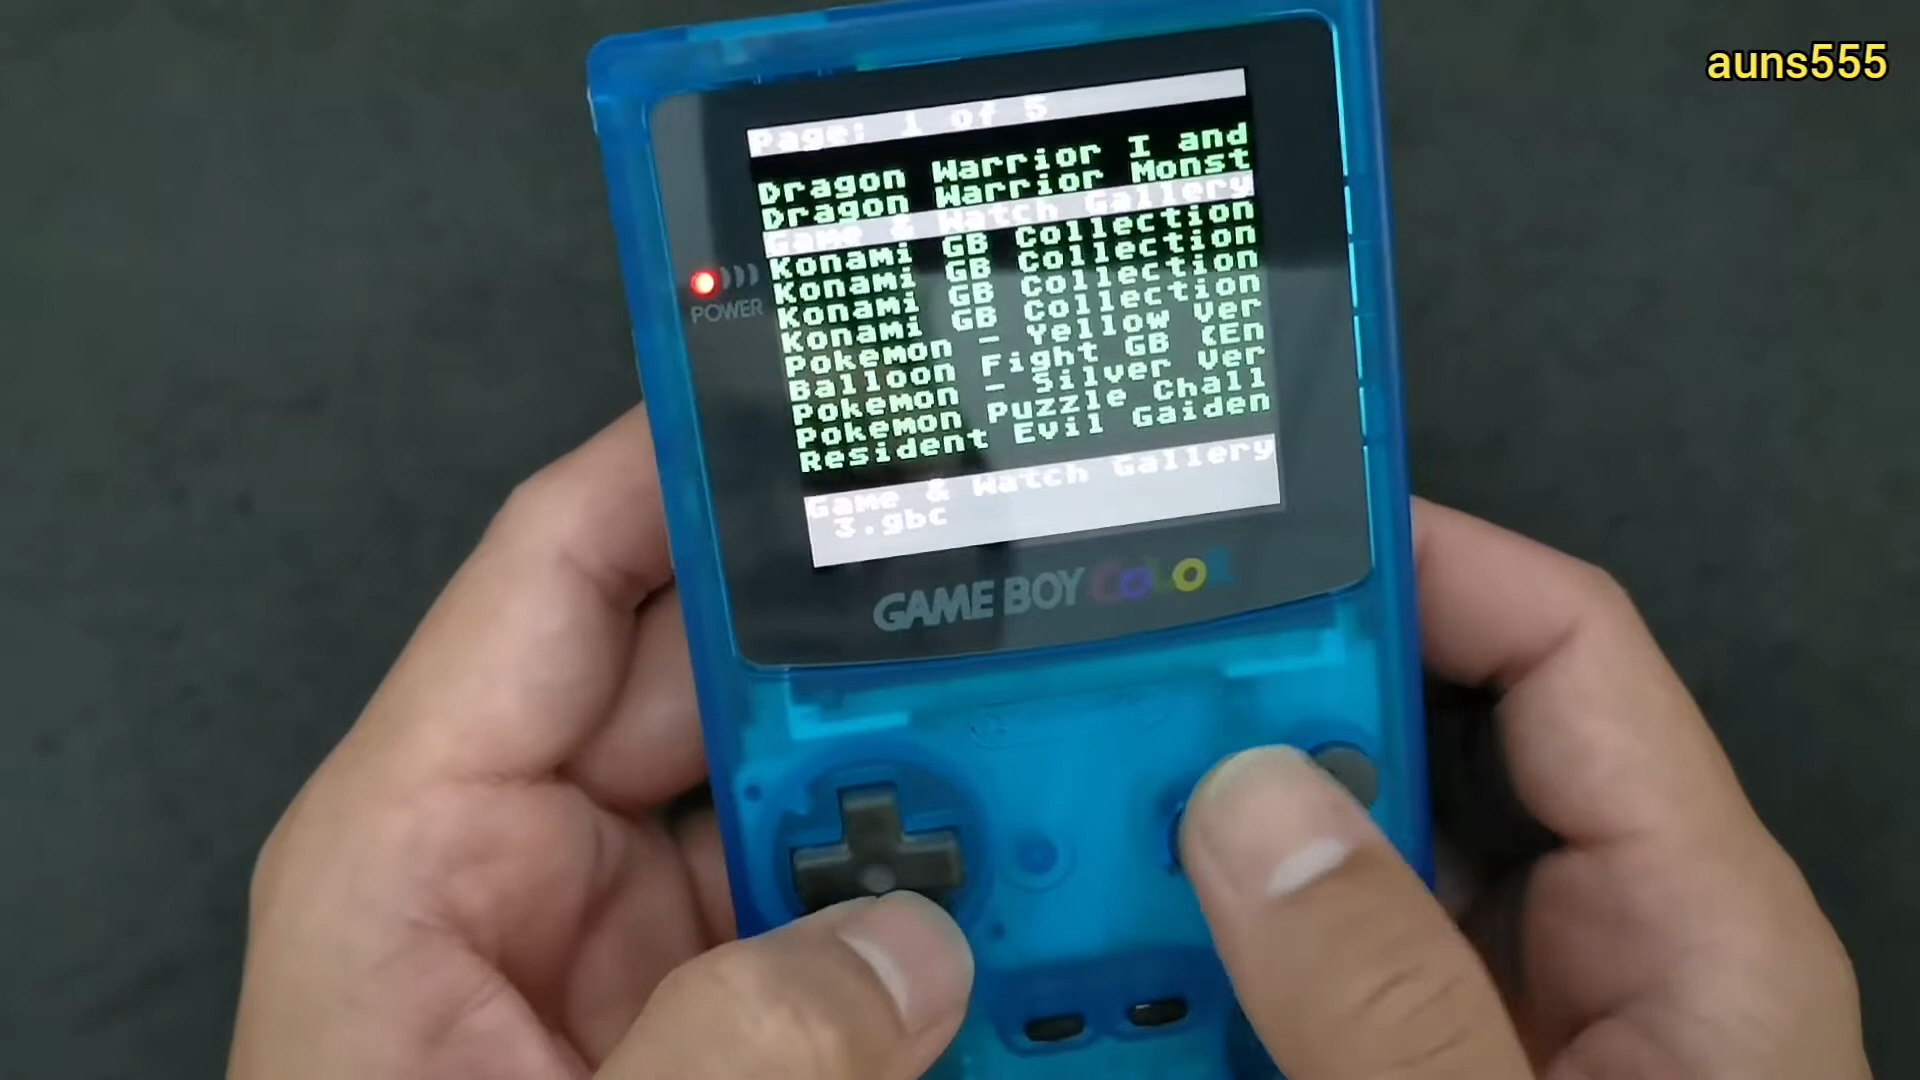 auns555
Page: 1 of 5
Dragon Warrior I and
Dragon Warrior Monst
Game & Watch Gallery
Konami GB Collection
Konami GB Collection
Konami GB Collection
Konami GB Collection
Pokemon - Yellow Ver
Balloon Fight GB (En
Pokemon - Silver Ver
Pokemon Puzzle Chall
Resident Evil Gaiden
Game & Watch Gallery
3.gbc
POWER
GAME BOY COLOR